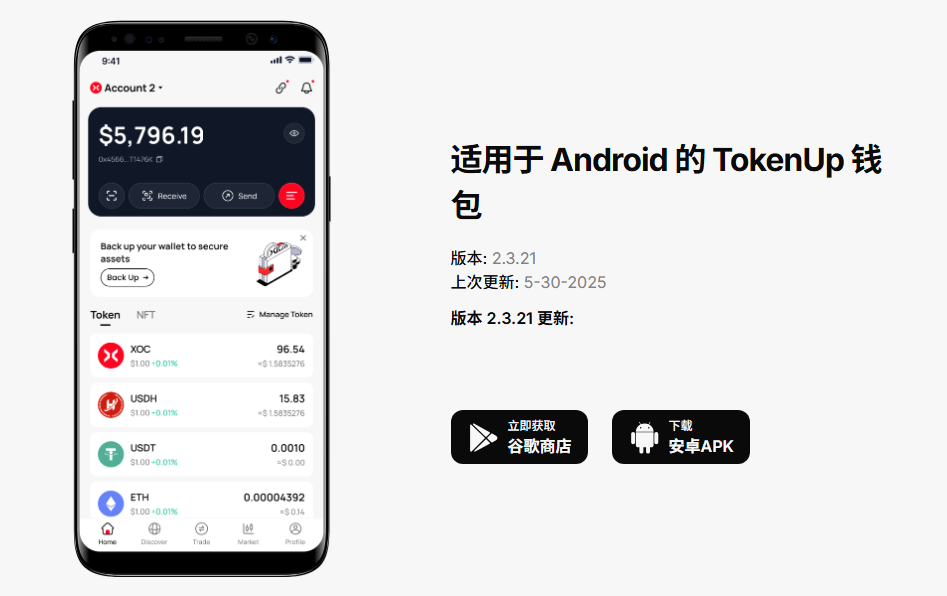 9:41
Account 2
$5,796.19
Receive
Send
Back up your wallet to secure
assets
Back Up →
Token NFT Manage Token
XOC 96.54
$1.00 +0.01% ≈$ 1.5835276
USDH 15.83
$1.00 +0.01% ≈$ 1.5835276
USDT 0.0010
$1.00 +0.01% ≈$ 0.00
ETH 0.00004392
$1.00 +0.01% ≈$ 0.14
Home Discover Trade Market Profile
适用于 Android 的 TokenUp 钱
包
版本: 2.3.21
上次更新: 5-30-2025
版本 2.3.21 更新:
立即获取
谷歌商店
下载
安卓APK